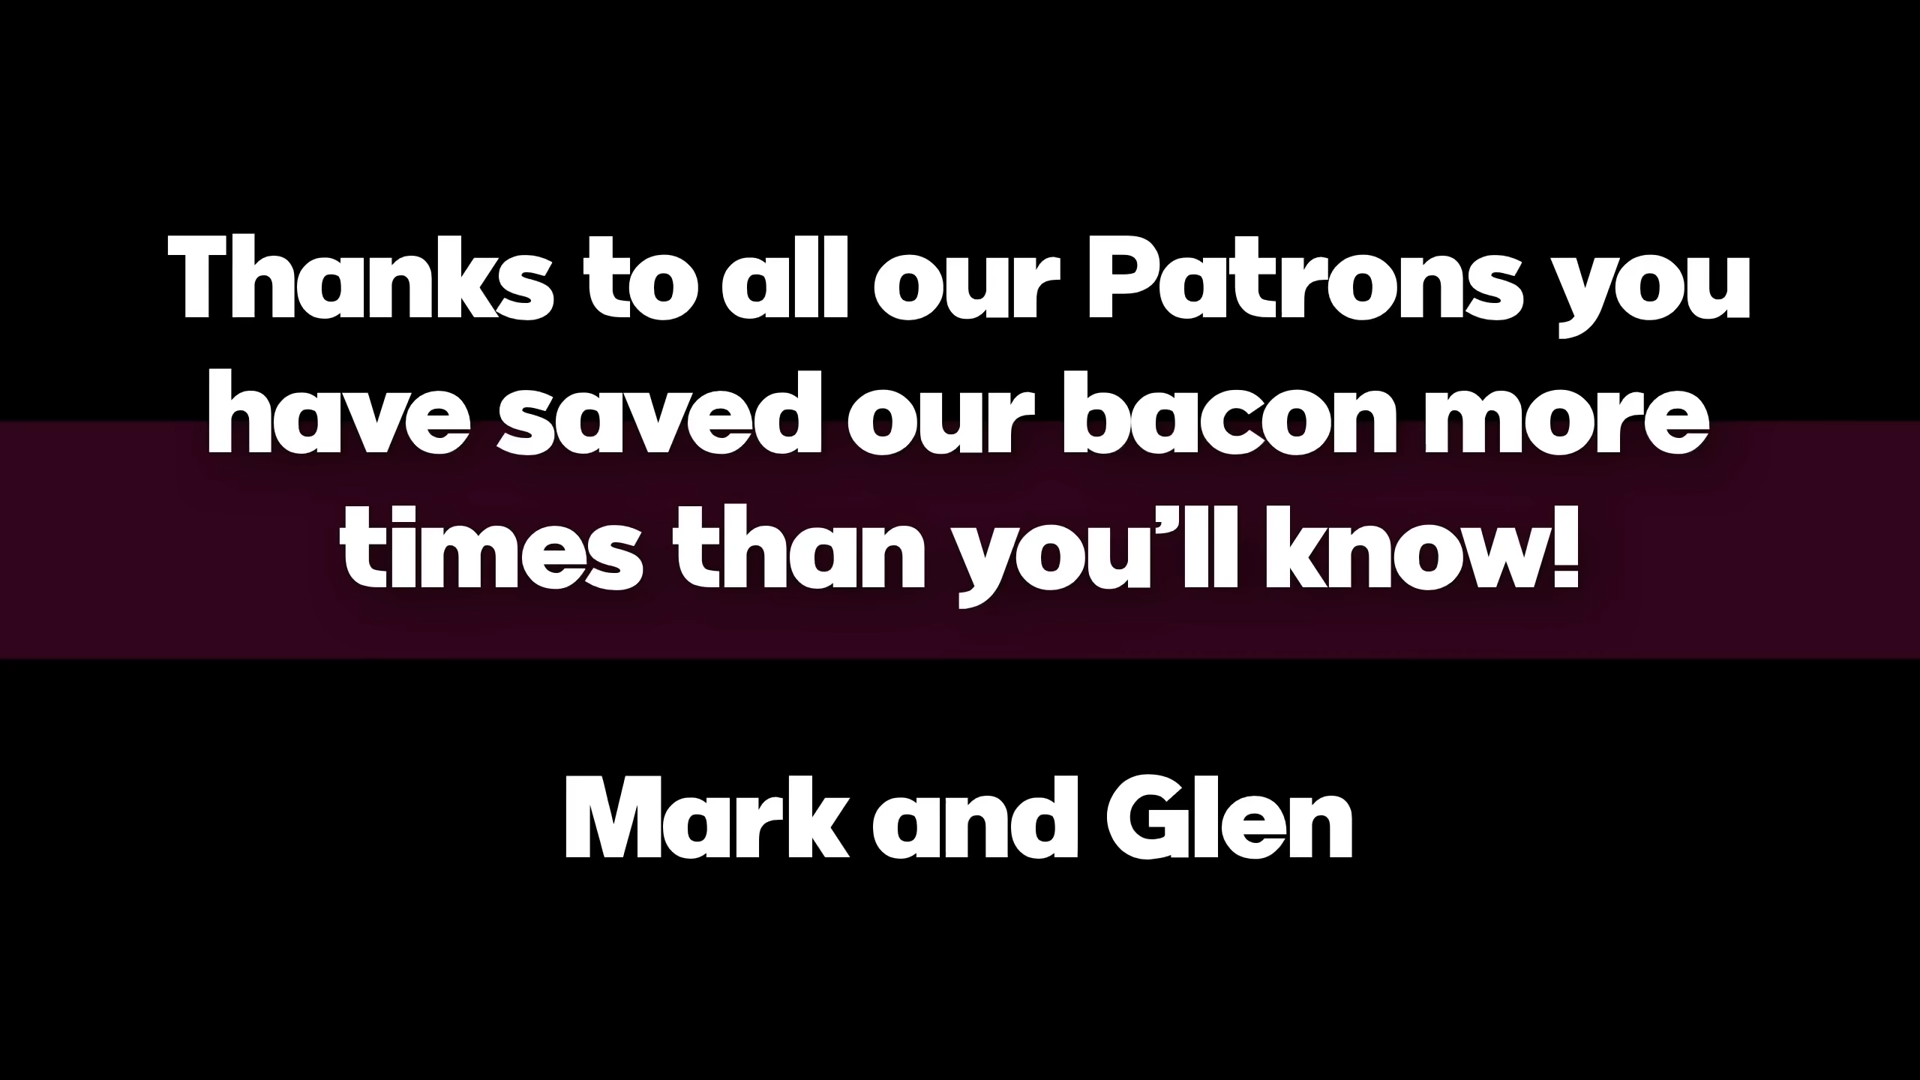 Thanks to all our Patrons you
have saved our bacon more
times than you’ll know!
Mark and Glen